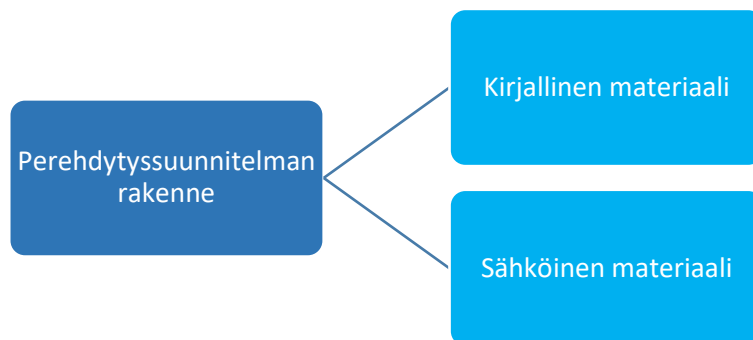 Perehdytyssuunnitelman
rakenne
Kirjallinen materiaali
Sähköinen materiaali